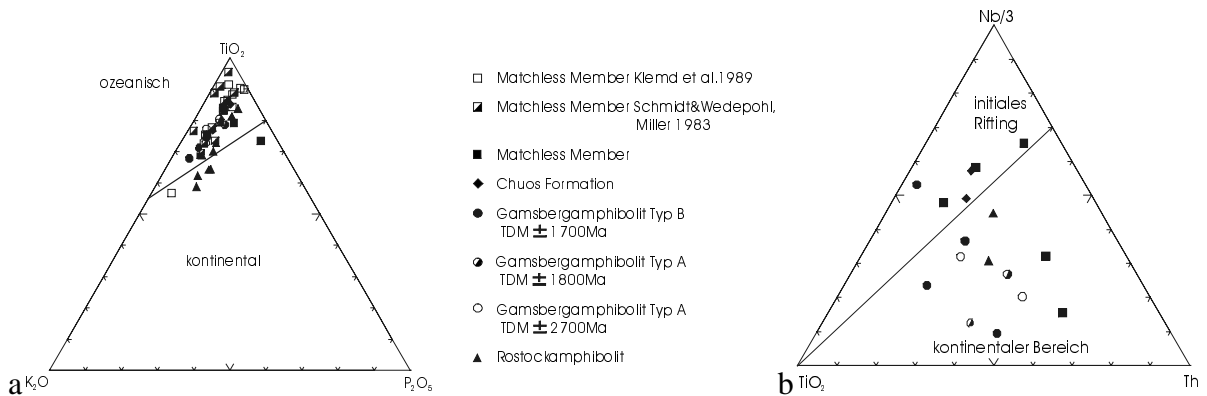 TiO₂
ozeanisch
kontinental
a
K₂O
P₂O₅
Matchless Member Klemd et al.1989
Matchless Member Schmidt&Wedepohl,
Miller 1983
Matchless Member
Chuos Formation
Gamsbergamphibolit Typ B
TDM ±1700Ma
Gamsbergamphibolit Typ A
TDM ±1800Ma
Gamsbergamphibolit Typ A
TDM ±2700Ma
Rostockamphibolit
Nb/3
initiales
Rifting
kontinentaler Bereich
b
TiO₂
Th